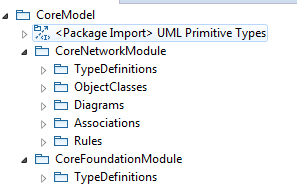 CoreModel
<Package Import> UML Primitive Types
CoreNetworkModule
TypeDefinitions
ObjectClasses
Diagrams
Associations
Rules
CoreFoundationModule
TypeDefinitions